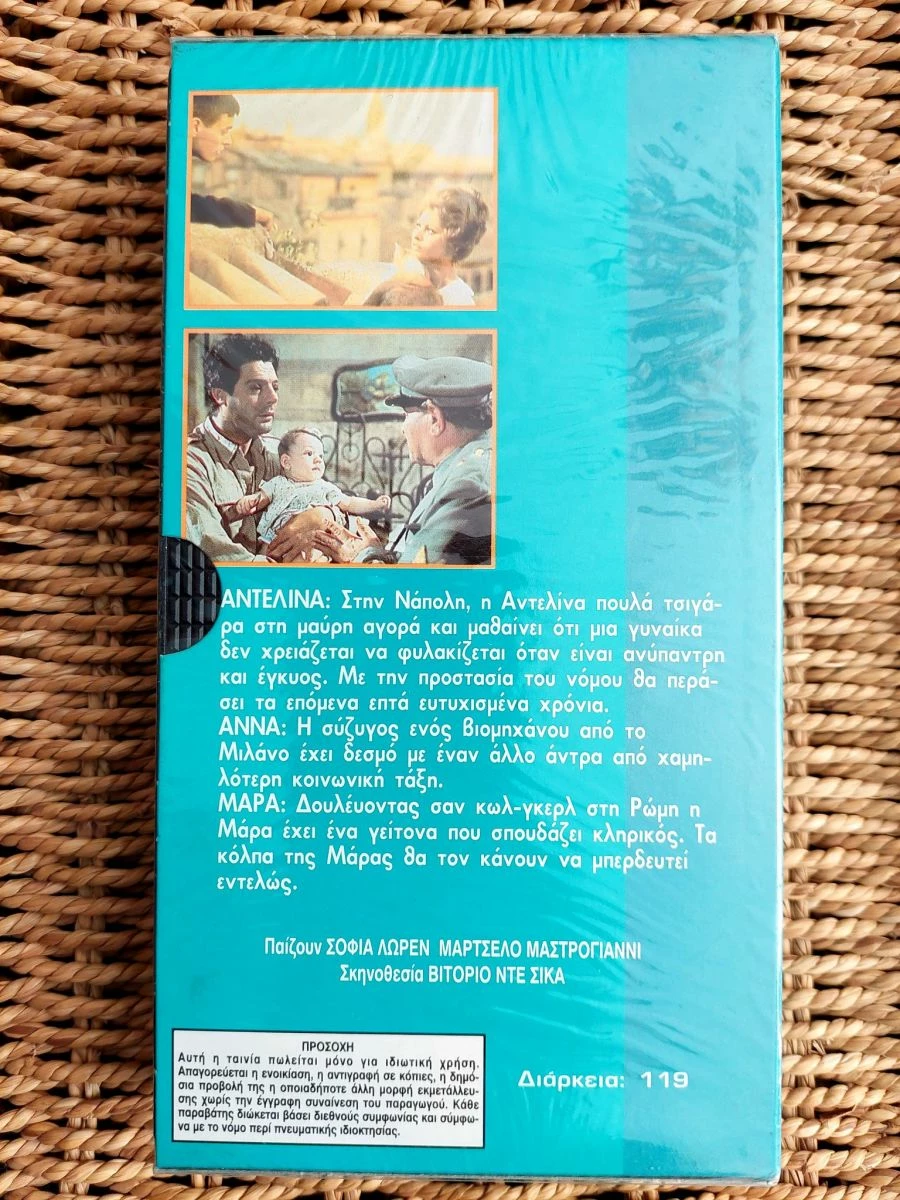 ΑΝΤΕΛΙΝΑ: Στην Νάπολη, η Αντελίνα πουλά τσιγά-
ρα στη μαύρη αγορά και μαθαίνει ότι μια γυναίκα
δεν χρειάζεται να φυλακίζεται όταν είναι ανύπαντρη
και έγκυος. Με την προστασία του νόμου θα περά-
σει τα επόμενα επτά ευτυχισμένα χρόνια.
ΑΝΝΑ: Η σύζυγος ενός βιομηχάνου από το
Μιλάνο έχει δεσμό με έναν άλλο άντρα από χαμη-
λότερη κοινωνική τάξη.
ΜΑΡΑ: Δουλέυοντας σαν κωλ-γκερλ στη Ρώμη η
Μάρα έχει ένα γείτονα που σπουδάζει κληρικός. Τα
κόλπα της Μάρας θα τον κάνουν να μπερδευτεί
εντελώς.
Παίζουν ΣΟΦΙΑ ΛΩΡΕΝ ΜΑΡΤΣΕΛΟ ΜΑΣΤΡΟΓΙΑΝΝΙ
Σκηνοθεσία ΒΙΤΟΡΙΟ ΝΤΕ ΣΙΚΑ
ΠΡΟΣΟΧΗ
Αυτή η ταινία πωλείται μόνο για ιδιωτική χρήση.
Απαγορεύεται η ενοικίαση, η αντιγραφή σε κόπιες, η δημό-
σια προβολή της η οποιαδήποτε άλλη μορφή εκμετάλλευ-
σης χωρίς την έγγραφη συναίνεση του παραγωγού. Κάθε
παραβάτης διώκεται βάσει διεθνούς συμφωνίας και σύμφω-
να με το νόμο περί πνευματικής ιδιοκτησίας.
Διάρκεια: 119